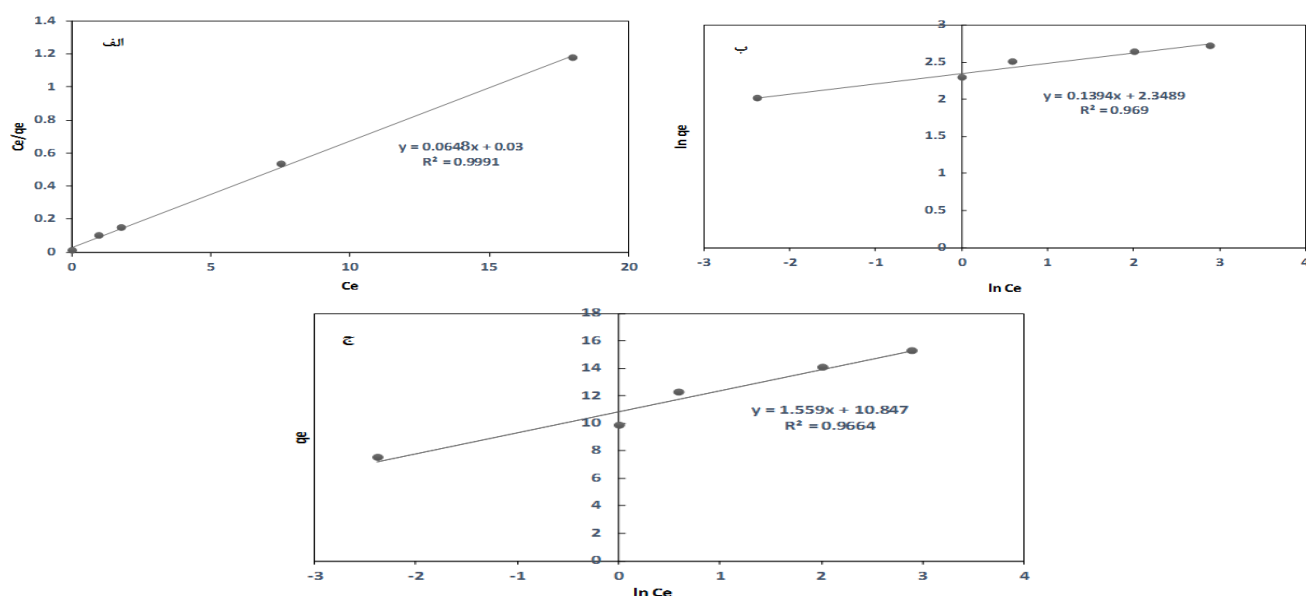 الف
1.4
1.2
1
0.8
0.6
0.4
0.2
0
Ce/qe
y = 0.0648x + 0.03
R² = 0.9991
0 5 10 15 20
Ce
ب
3
2.5
2
1.5
1
0.5
0
ln qe
y = 0.1394x + 2.3489
R² = 0.969
-3 -2 -1 0 1 2 3 4
ln Ce
ج
18
16
14
12
10
8
6
4
2
0
qe
y = 1.559x + 10.847
R² = 0.9664
-3 -2 -1 0 1 2 3 4
ln Ce